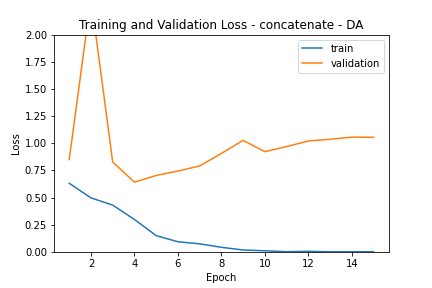 Training and Validation Loss - concatenate - DA
2.00
1.75
1.50
1.25
1.00
0.75
0.50
0.25
0.00
Loss
train
validation
2 4 6 8 10 12 14
Epoch